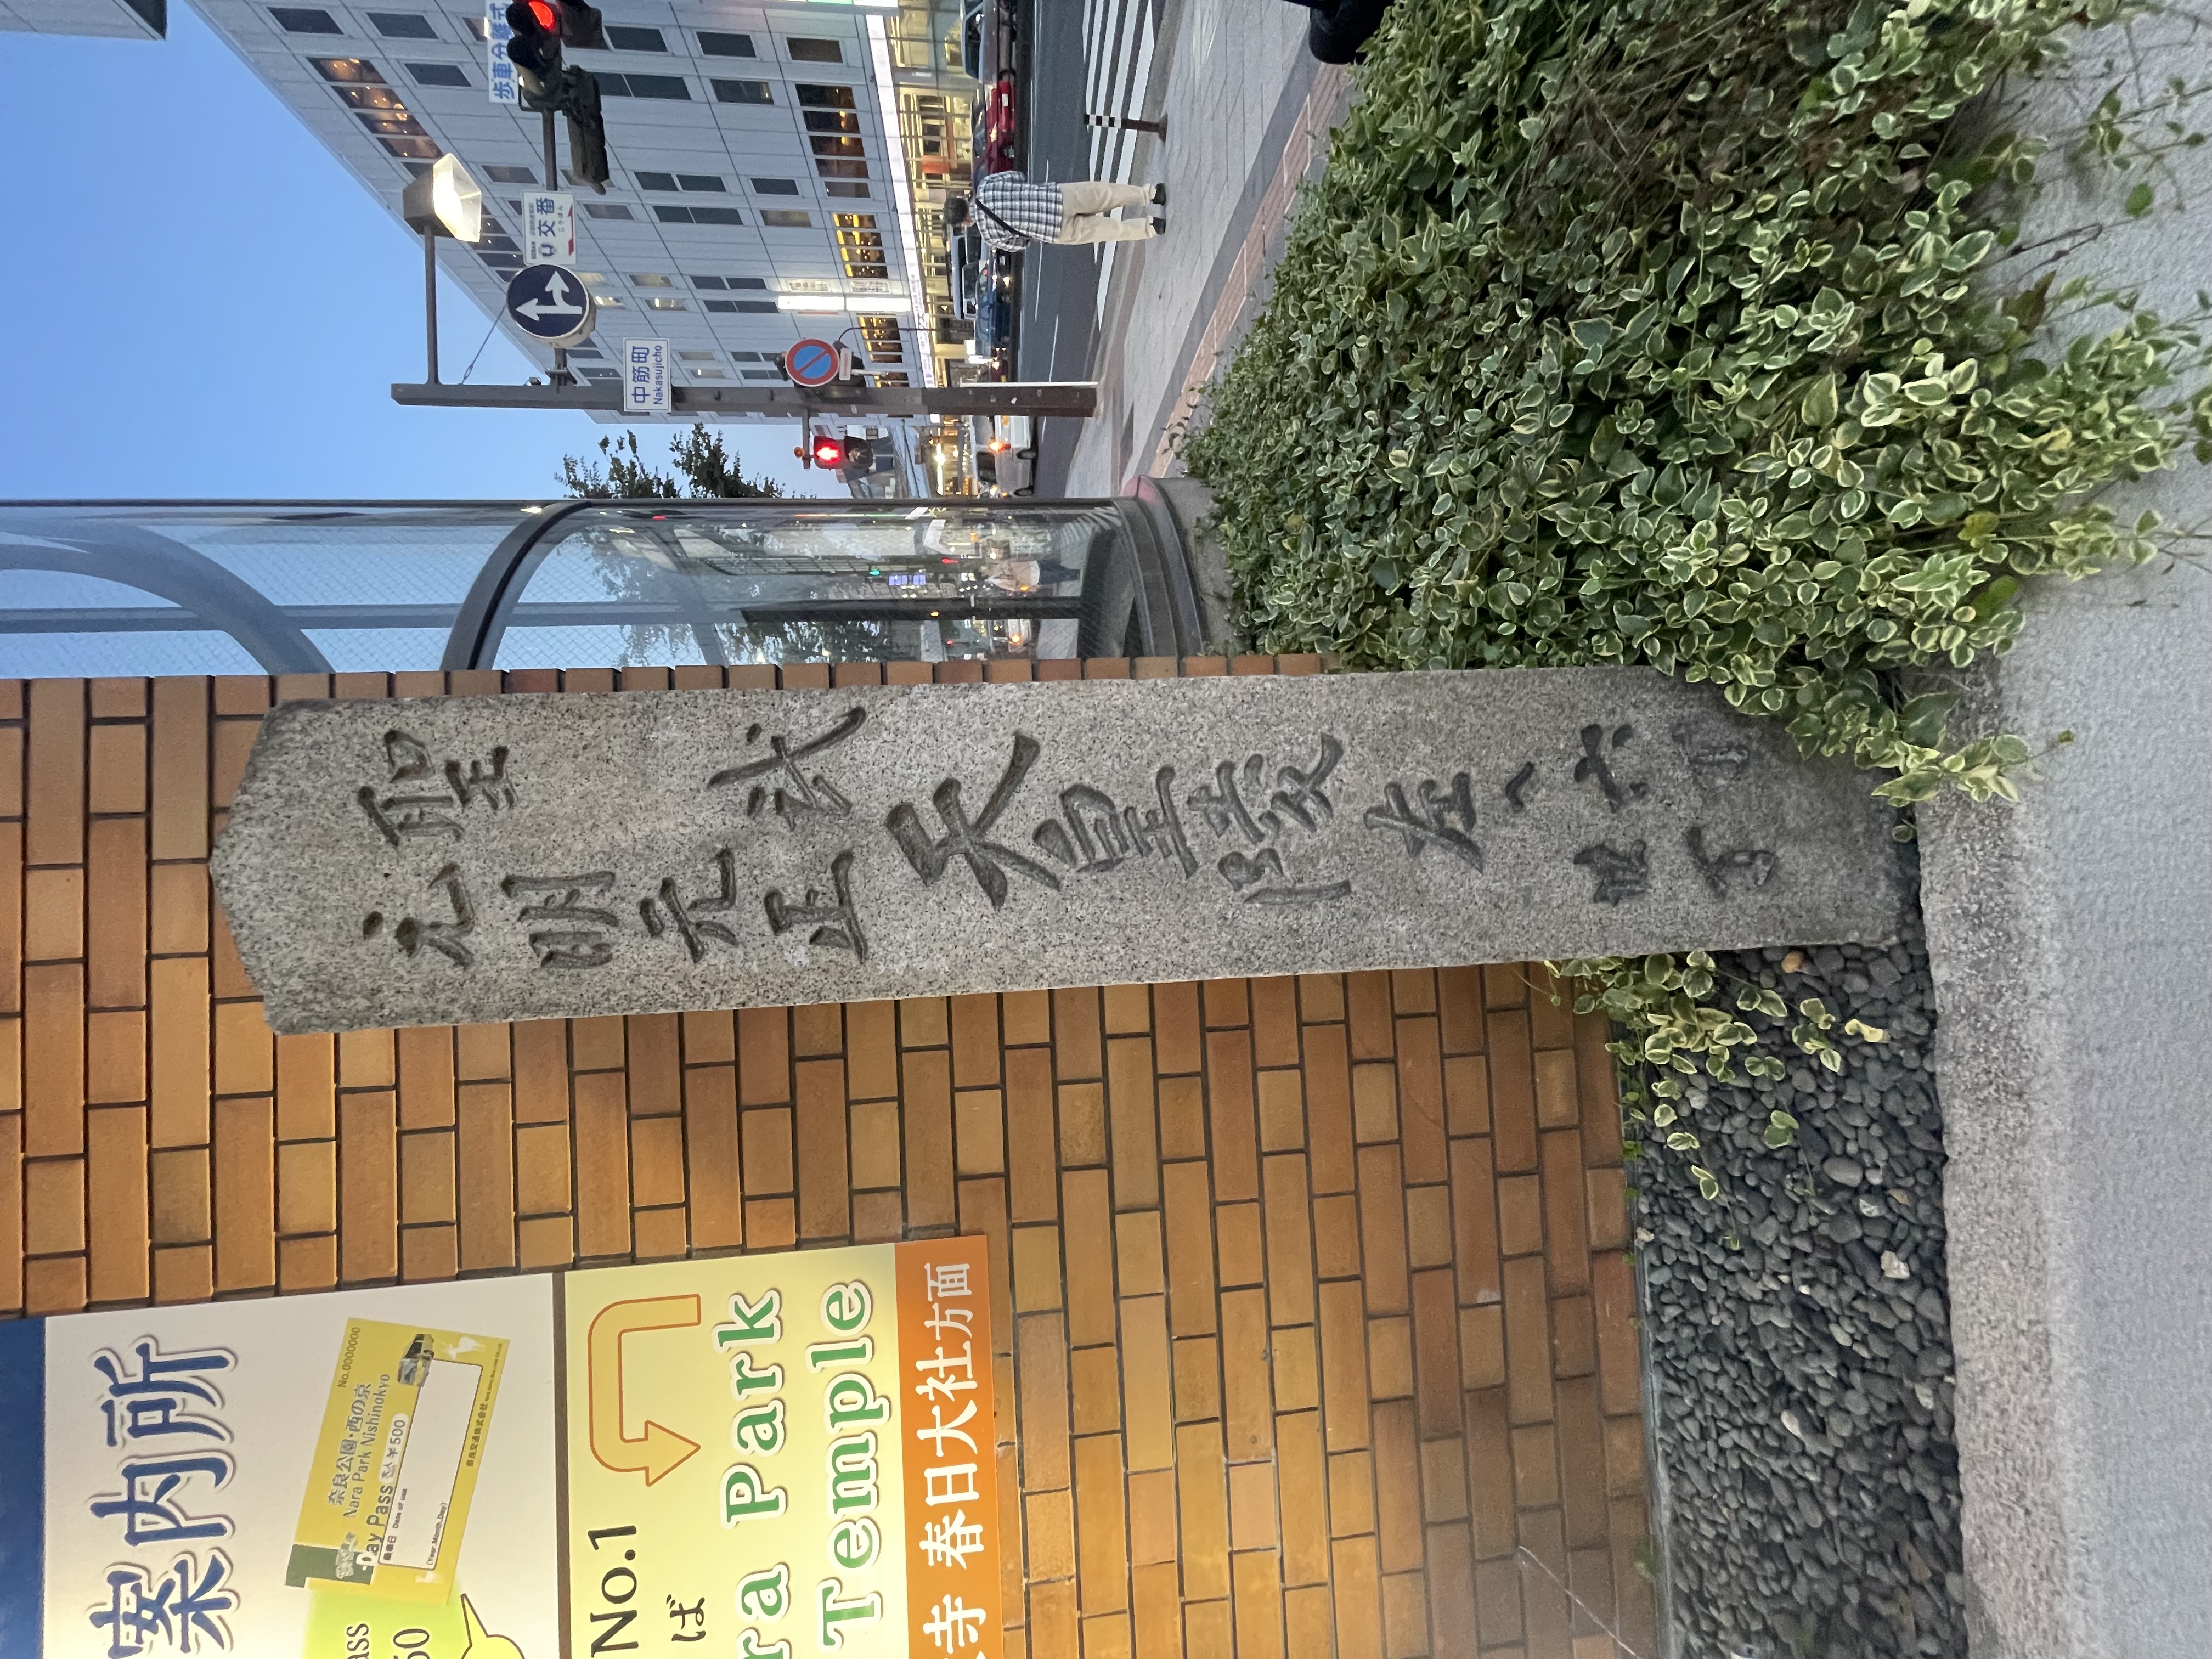 案内所
奈良公園・西の京
No.0000000
Nara Park Nishinokyo
Day Pass 大人 ¥500
乗車日 Date of use
(Year.Month.Day)
奈良交通株式会社
ass
50
No.1
ば
ra Park
Temple
寺 春日大社方面
聖武
元明元正
天皇陵
左へ六丁
歩車分離式
交番
こうばん
中筋町
Nakasujicho